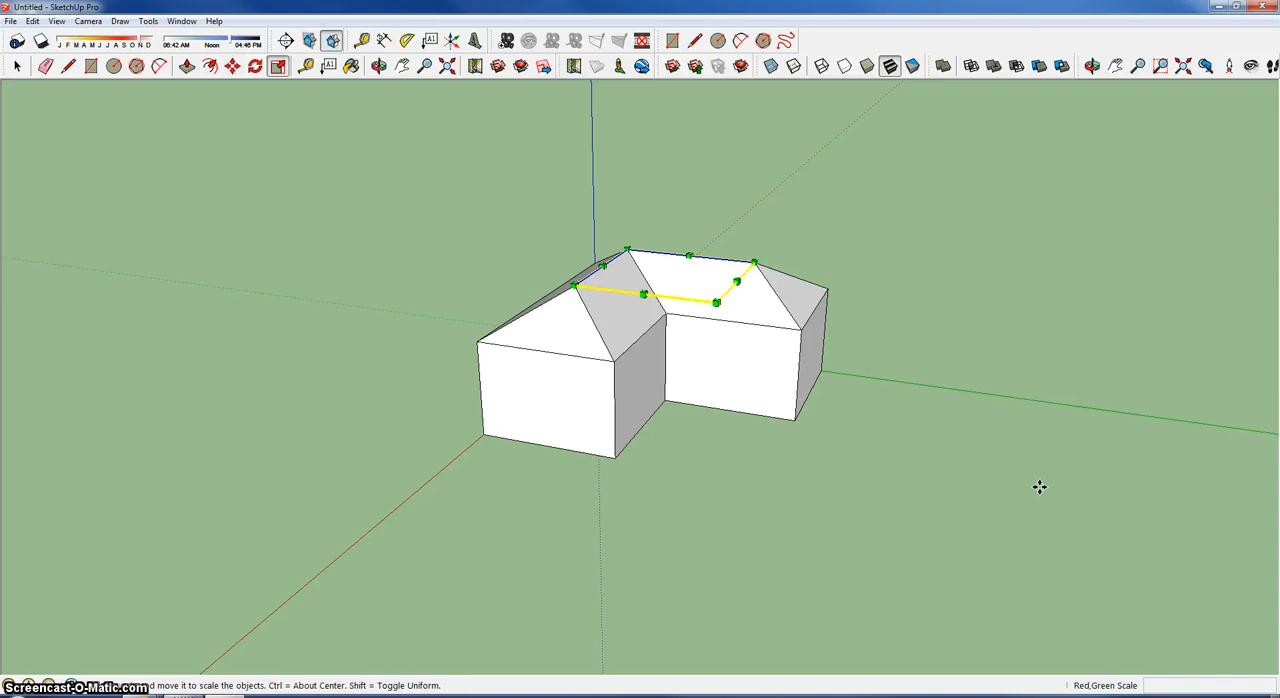 Untitled - SketchUp Pro
File Edit View Camera Draw Tools Window Help
J F M A M J J A S O N D
06:42 AM Noon 04:46 PM
and move it to scale the objects. Ctrl = About Center. Shift = Toggle Uniform.
Red,Green Scale
Screencast-O-Matic.com